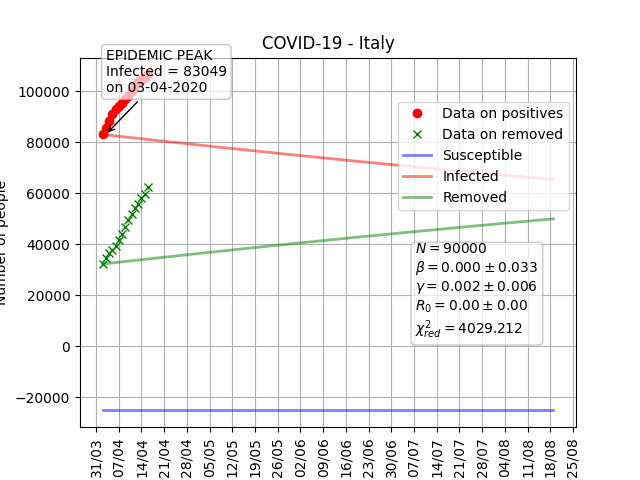 COVID-19 - Italy
EPIDEMIC PEAK
Infected = 83049
on 03-04-2020
Data on positives
Data on removed
Susceptible
Infected
Removed
N = 90000
β = 0.000 ± 0.033
γ = 0.002 ± 0.006
R₀ = 0.00 ± 0.00
χ²red = 4029.212
Number of people
100000
80000
60000
40000
20000
0
−20000
31/03
07/04
14/04
21/04
28/04
05/05
12/05
19/05
26/05
02/06
09/06
16/06
23/06
30/06
07/07
14/07
21/07
28/07
04/08
11/08
18/08
25/08